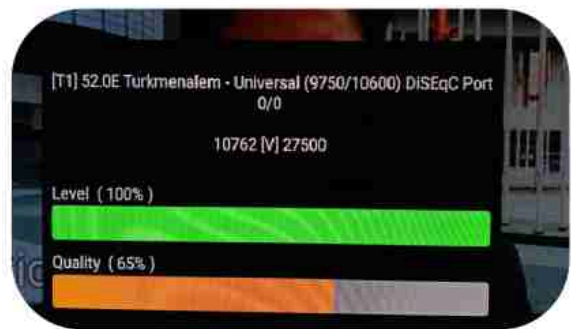 [T1] 52.0E Turkmenalem - Universal (9750/10600) DiSEqC Port
0/0
10762 [V] 27500
Level ( 100% )
Quality ( 65% )